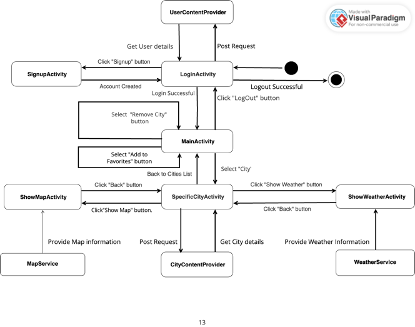 Made with
Visual Paradigm
For non-commercial use
UserContentProvider
Get User details
Post Request
Click "Signup" button
SignupActivity
LoginActivity
Account Created
Logout Successful
Login Successful
Click "LogOut" button
Select "Remove City"
button
MainActivity
Select "Add to
Favorites" button
Back to Cities List
Select "City'
Click "Back" button
Click "Show Weather" button
ShowMapActivity
SpecificCityActivity
ShowWeatherActivity
Click"Show Map" button.
Click "Back" button
Provide Map information
Post Request
Get City details
Provide Weather Information
MapService
CityContentProvider
WeatherService
13